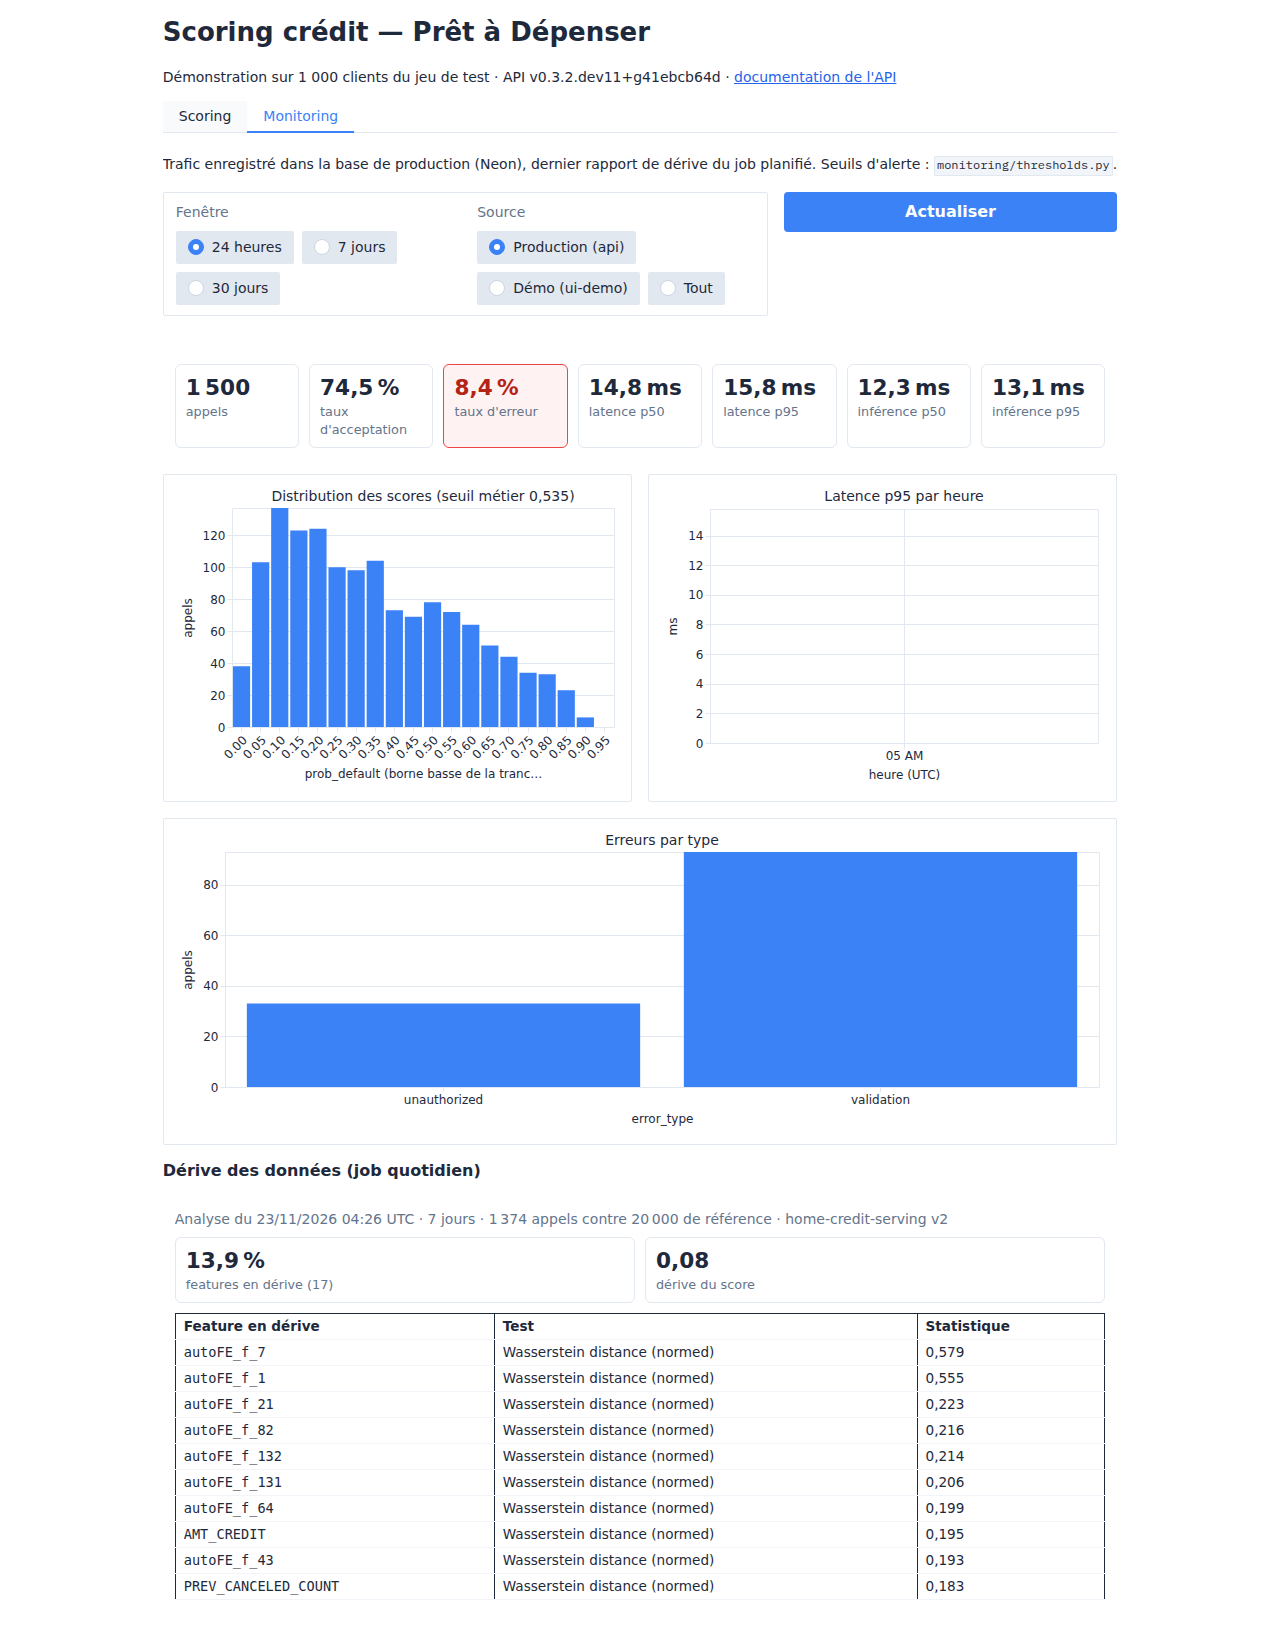 Scoring crédit — Prêt à Dépenser
Démonstration sur 1 000 clients du jeu de test · API v0.3.2.dev11+g41ebcb64d · documentation de l'API
Scoring
Monitoring
Trafic enregistré dans la base de production (Neon), dernier rapport de dérive du job planifié. Seuils d'alerte : monitoring/thresholds.py.
Fenêtre
24 heures
7 jours
30 jours
Source
Production (api)
Démo (ui-demo)
Tout
Actualiser
1 500
appels
74,5 %
taux
d'acceptation
8,4 %
taux d'erreur
14,8 ms
latence p50
15,8 ms
latence p95
12,3 ms
inférence p50
13,1 ms
inférence p95
Distribution des scores (seuil métier 0,535)
appels
120
100
80
60
40
20
0
0.00 0.05 0.10 0.15 0.20 0.25 0.30 0.35 0.40 0.45 0.50 0.55 0.60 0.65 0.70 0.75 0.80 0.85 0.90 0.95
prob_default (borne basse de la tranc…
Latence p95 par heure
ms
14
12
10
8
6
4
2
0
05 AM
heure (UTC)
Erreurs par type
appels
80
60
40
20
0
unauthorized
validation
error_type
Dérive des données (job quotidien)
Analyse du 23/11/2026 04:26 UTC · 7 jours · 1 374 appels contre 20 000 de référence · home-credit-serving v2
13,9 %
features en dérive (17)
0,08
dérive du score
Feature en dérive Test Statistique
autoFE_f_7 Wasserstein distance (normed) 0,579
autoFE_f_1 Wasserstein distance (normed) 0,555
autoFE_f_21 Wasserstein distance (normed) 0,223
autoFE_f_82 Wasserstein distance (normed) 0,216
autoFE_f_132 Wasserstein distance (normed) 0,214
autoFE_f_131 Wasserstein distance (normed) 0,206
autoFE_f_64 Wasserstein distance (normed) 0,199
AMT_CREDIT Wasserstein distance (normed) 0,195
autoFE_f_43 Wasserstein distance (normed) 0,193
PREV_CANCELED_COUNT Wasserstein distance (normed) 0,183